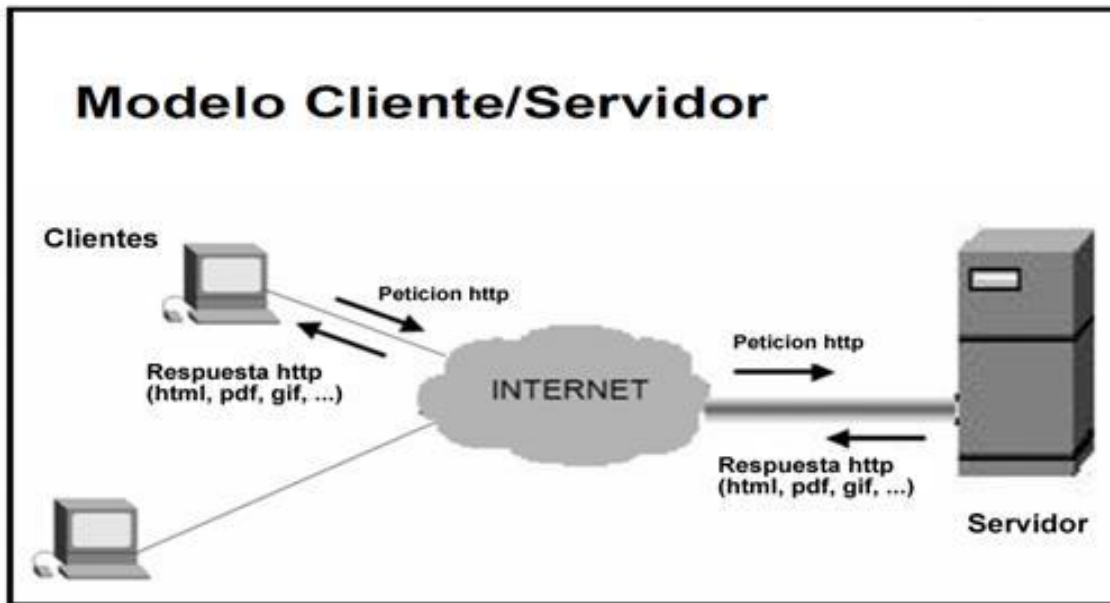 Modelo Cliente/Servidor
Clientes
Peticion http
Respuesta http
(html, pdf, gif, ...)
INTERNET
Peticion http
Respuesta http
(html, pdf, gif, ...)
Servidor